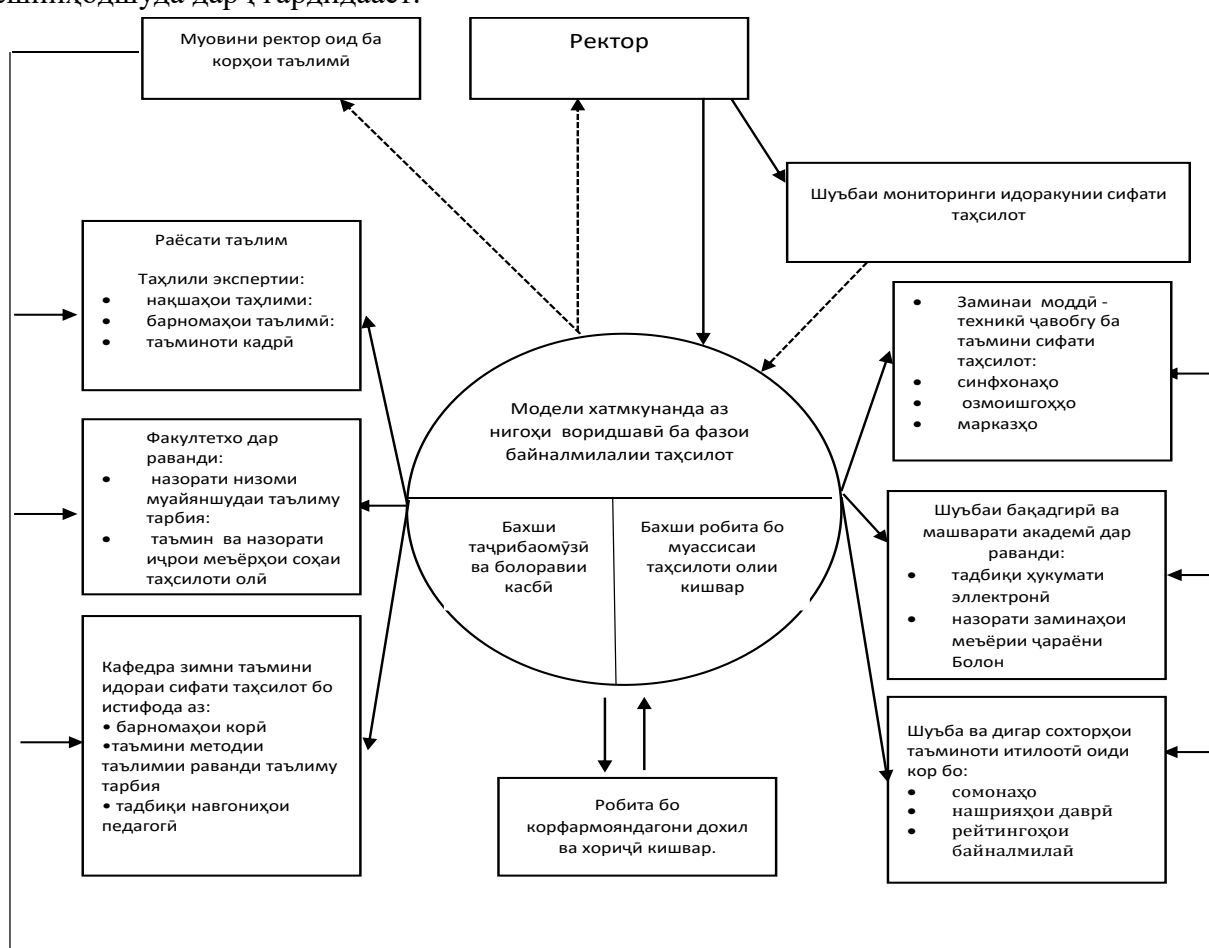 Муовини ректор оид ба
корҳои таълимӣ
Ректор
Шуъбаи мониторинги идоракунии сифати
таҳсилот
Раёсати таълим
Таҳлили экспертии:
• нақшаҳои таҳлими:
• барномаҳои таълимӣ:
• таъминоти кадрӣ
• Заминаи моддӣ -
техникӣ ҷавобгу ба
таъмини сифати
таҳсилот:
• синфхонаҳо
• озмоишгоҳҳо
• марказҳо
Модели хатмкунанда аз
нигоҳи воридшавӣ ба фазои
байналмилалии таҳсилот
Факултетхо дар
раванди:
• назорати низоми
муайяншудаи таълиму
тарбия:
• таъмин ва назорати
иҷрои меъёрҳои соҳаи
таҳсилоти олӣ
Бахши
таҷрибаомӯзӣ
ва болоравии
касбӣ
Бахши робита бо
муассисаи
таҳсилоти олии
кишвар
Шуъбаи бақадгирӣ ва
машварати академӣ дар
раванди:
• тадбиқи ҳукумати
эллектронӣ
• назорати заминаҳои
меъёрии ҷараёни
Болон
Кафедра зимни таъмини
идораи сифати таҳсилот бо
истифода аз:
• барномаҳои корӣ
•таъмини методии
таълимии раванди таълиму
тарбия
• тадбиқи навгониҳои
педагогӣ
Шуъба ва дигар сохторҳои
таъминоти итилоотӣ оиди
кор бо:
• сомонаҳо
• нашрияҳои даврӣ
• рейтингоҳои
байналмилаӣ
Робита бо
корфармояндагони дохил
ва хориҷӣ кишвар.